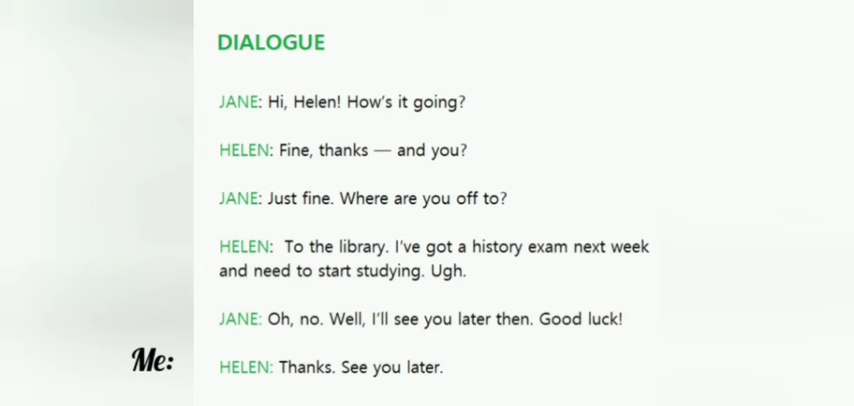 DIALOGUE
JANE: Hi, Helen! How's it going?
HELEN: Fine, thanks — and you?
JANE: Just fine. Where are you off to?
HELEN:  To the library. I've got a history exam next week
and need to start studying. Ugh.
JANE: Oh, no. Well, I'll see you later then. Good luck!
Me:
HELEN: Thanks. See you later.